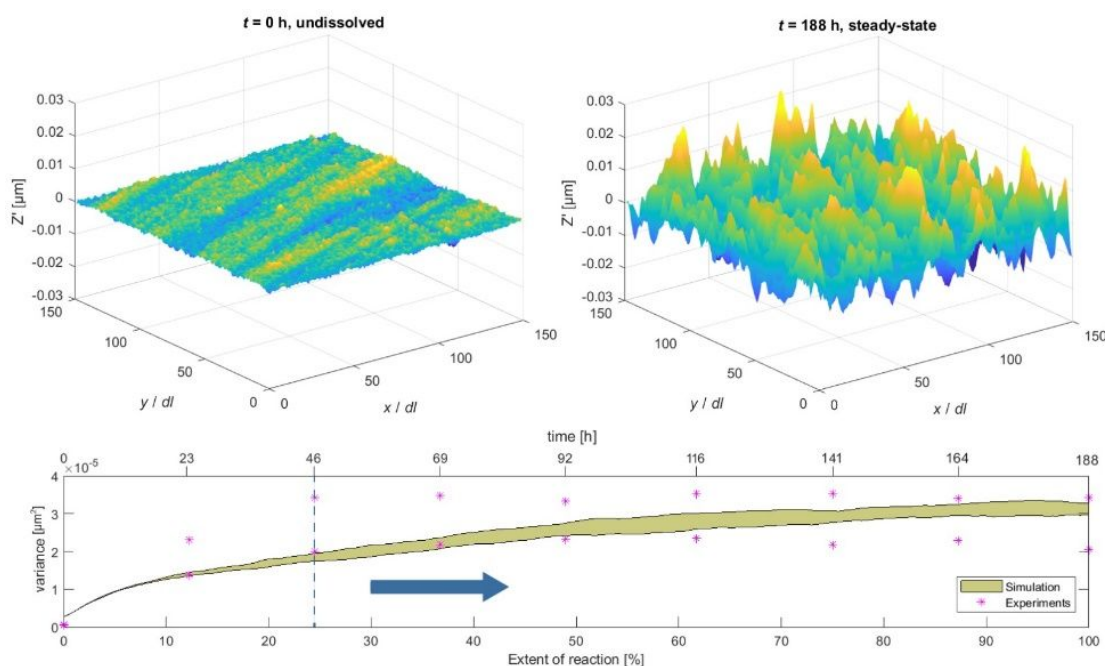 t = 0 h, undissolved
0.03
0.02
0.01
0
-0.01
-0.02
-0.03
Z' [µm]
150
100
50
0
y / dl
0
50
100
150
x / dl
t = 188 h, steady-state
0.03
0.02
0.01
0
-0.01
-0.02
-0.03
Z' [µm]
150
100
50
0
y / dl
0
50
100
150
x / dl
time [h]
0 23 46 69 92 116 141 164 188
×10⁻⁵
4
3
2
1
0
variance [µm²]
Simulation
Experiments
0 10 20 30 40 50 60 70 80 90 100
Extent of reaction [%]